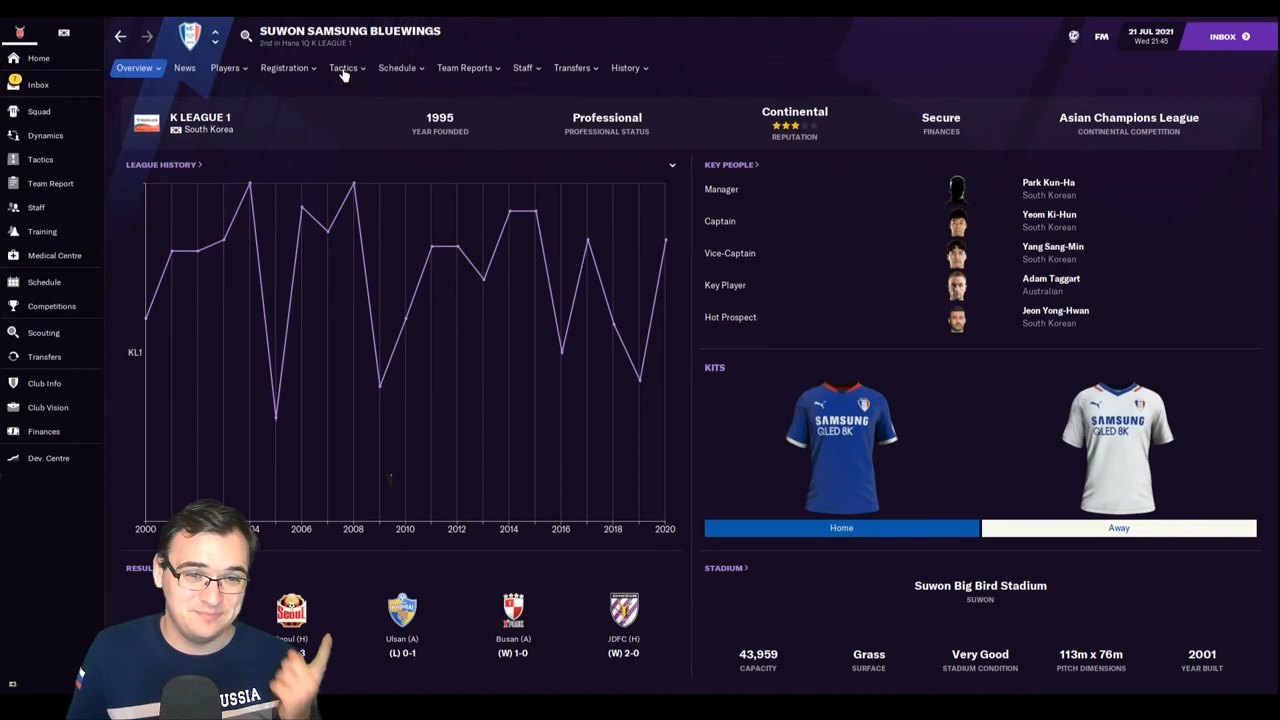 SUWON SAMSUNG BLUEWINGS
2nd in Hana 1Q K LEAGUE 1
FM
21 JUL 2021
Wed 21:45
INBOX
Home
7
Inbox
Squad
Dynamics
Tactics
Team Report
Staff
Training
Medical Centre
Schedule
Competitions
Scouting
Transfers
Club Info
Club Vision
Finances
Dev. Centre
Overview
News
Players
Registration
Tactics
Schedule
Team Reports
Staff
Transfers
History
K LEAGUE 1
South Korea
1995
YEAR FOUNDED
Professional
PROFESSIONAL STATUS
Continental
REPUTATION
Secure
FINANCES
Asian Champions League
CONTINENTAL COMPETITION
LEAGUE HISTORY
KL1
2000
04
2006
2008
2010
2012
2014
2016
2018
2020
KEY PEOPLE
Manager
Park Kun-Ha
South Korean
Captain
Yeom Ki-Hun
South Korean
Vice-Captain
Yang Sang-Min
South Korean
Key Player
Adam Taggart
Australian
Hot Prospect
Jeon Yong-Hwan
South Korean
KITS
SAMSUNG
QLED 8K
SAMSUNG
QLED 8K
Home
Away
RESUL
Seoul
eoul (H)
Ulsan (A)
(L) 0-1
Busan (A)
(W) 1-0
JDFC (H)
(W) 2-0
STADIUM
Suwon Big Bird Stadium
SUWON
43,959
CAPACITY
Grass
SURFACE
Very Good
STADIUM CONDITION
113m x 76m
PITCH DIMENSIONS
2001
YEAR BUILT
USSIA